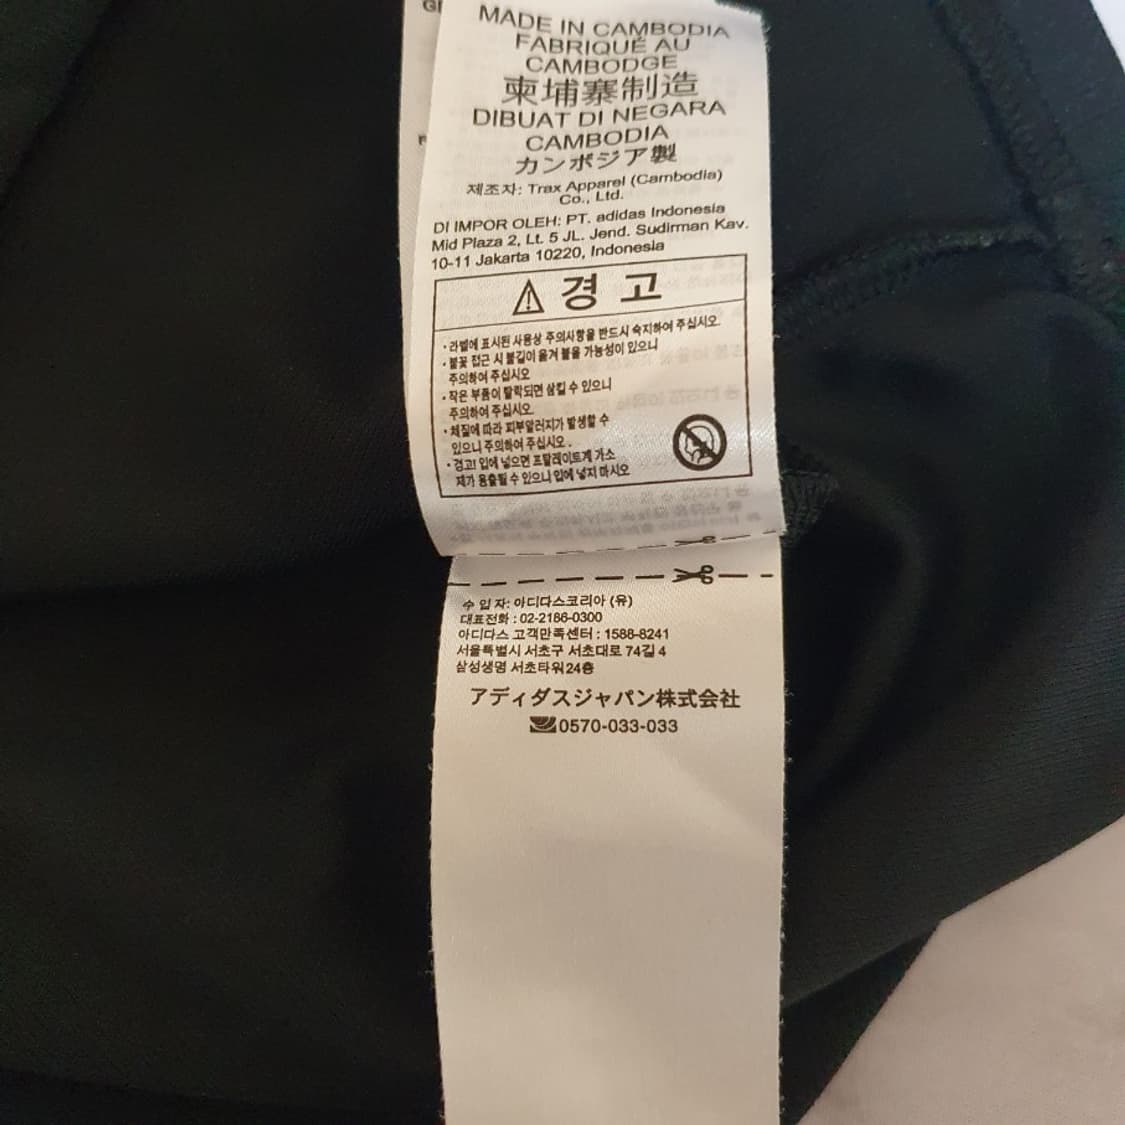 MADE IN CAMBODIA
FABRIQUÉ AU
CAMBODGE
柬埔寨制造
DIBUAT DI NEGARA
CAMBODIA
カンボジア製
제조자: Trax Apparel (Cambodia)
Co., Ltd.
DI IMPOR OLEH: PT. adidas Indonesia
Mid Plaza 2, Lt. 5 JL. Jend. Sudirman Kav.
10-11 Jakarta 10220, Indonesia
경 고
· 라벨에 표시된 사용상 주의사항을 반드시 숙지하여 주십시오.
· 불꽃 접근 시 불길이 옮겨 붙을 가능성이 있으니
주의하여 주십시오
· 작은 부품이 탈락되면 삼킬 수 있으니
주의하여 주십시오.
· 체질에 따라 피부알러지가 발생할 수
있으니 주의하여 주십시오.
· 경고! 입에 넣으면 프탈레이트계 가소
제가 용출될 수 있으니 입에 넣지 마시오
수 입 자: 아디다스코리아 (유)
대표전화 : 02-2186-0300
아디다스 고객만족센터 : 1588-8241
서울특별시 서초구 서초대로 74길 4
삼성생명 서초타워24층
アディダスジャパン株式会社
0570-033-033